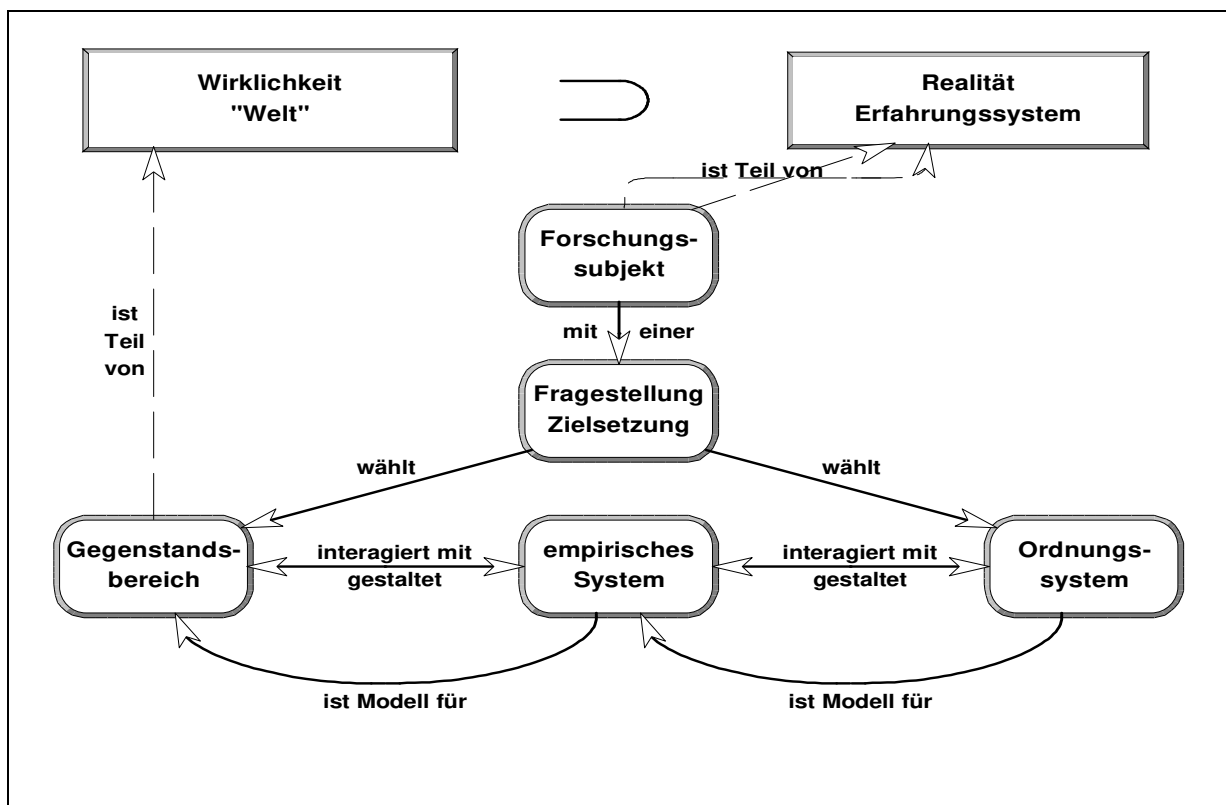 Wirklichkeit
"Welt"
Realität
Erfahrungssystem
ist Teil von
Forschungs-
subjekt
mit einer
ist
Teil
von
Fragestellung
Zielsetzung
wählt
wählt
Gegenstands-
bereich
interagiert mit
gestaltet
empirisches
System
interagiert mit
gestaltet
Ordnungs-
system
ist Modell für
ist Modell für